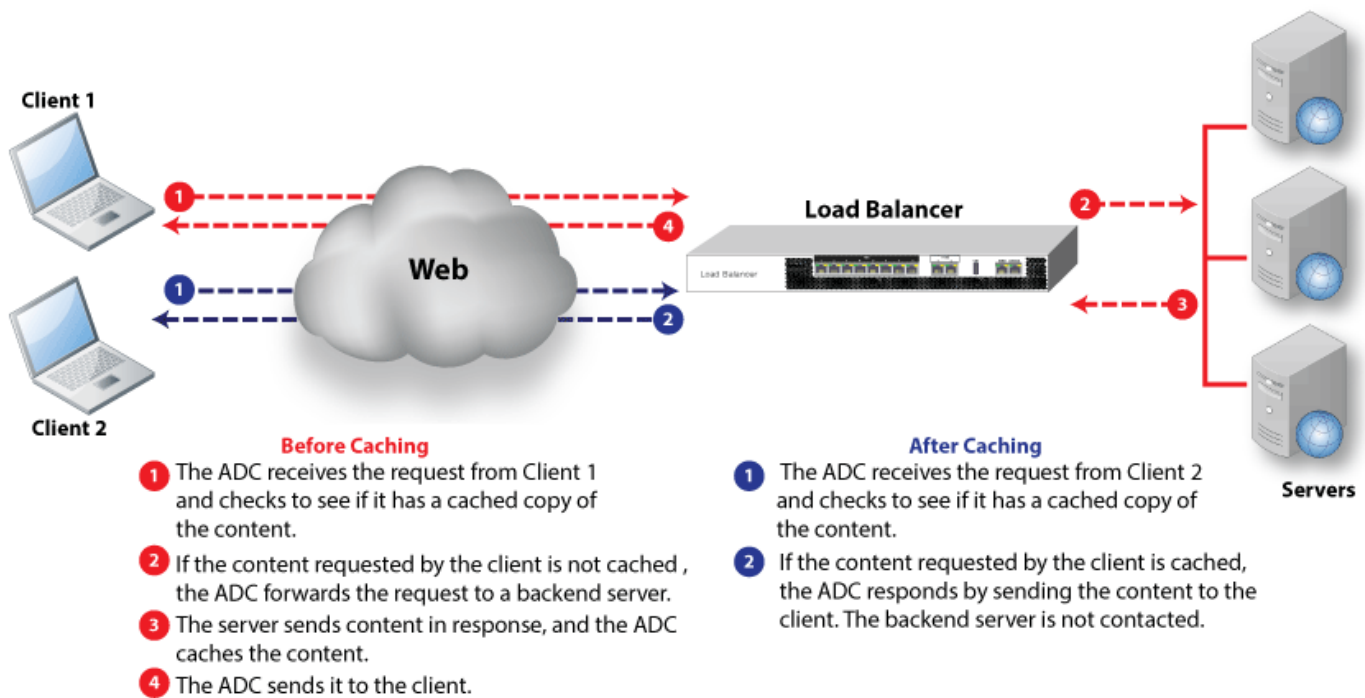 Client 1
1
4
Web
1
2
Client 2
Load Balancer
Load Balancer
2
3
Servers
Before Caching
1 The ADC receives the request from Client 1
and checks to see if it has a cached copy of
the content.
2 If the content requested by the client is not cached ,
the ADC forwards the request to a backend server.
3 The server sends content in response, and the ADC
caches the content.
4 The ADC sends it to the client.
After Caching
1 The ADC receives the request from Client 2
and checks to see if it has a cached copy of
the content.
2 If the content requested by the client is cached,
the ADC responds by sending the content to the
client. The backend server is not contacted.